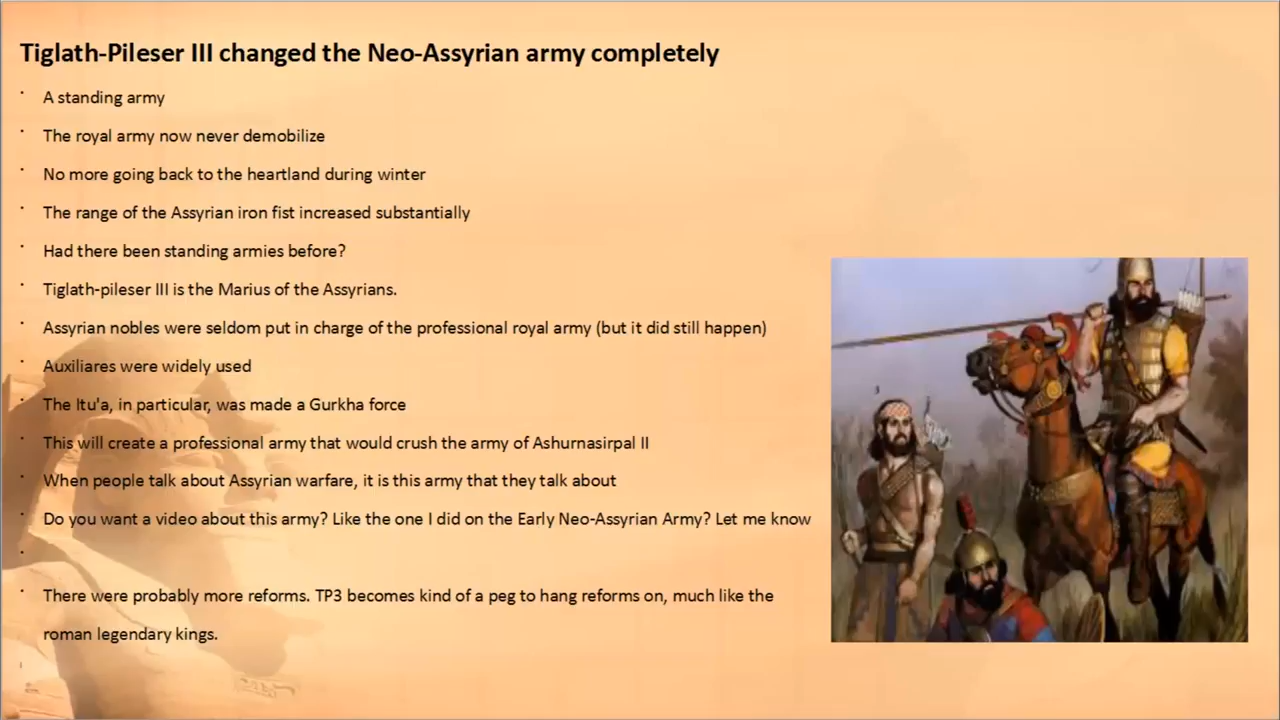 Tiglath-Pileser III changed the Neo-Assyrian army completely
A standing army
The royal army now never demobilize
No more going back to the heartland during winter
The range of the Assyrian iron fist increased substantially
Had there been standing armies before?
Tiglath-pileser III is the Marius of the Assyrians.
Assyrian nobles were seldom put in charge of the professional royal army (but it did still happen)
Auxiliares were widely used
The Itu'a, in particular, was made a Gurkha force
This will create a professional army that would crush the army of Ashurnasirpal II
When people talk about Assyrian warfare, it is this army that they talk about
Do you want a video about this army? Like the one I did on the Early Neo-Assyrian Army? Let me know
There were probably more reforms. TP3 becomes kind of a peg to hang reforms on, much like the
roman legendary kings.
3